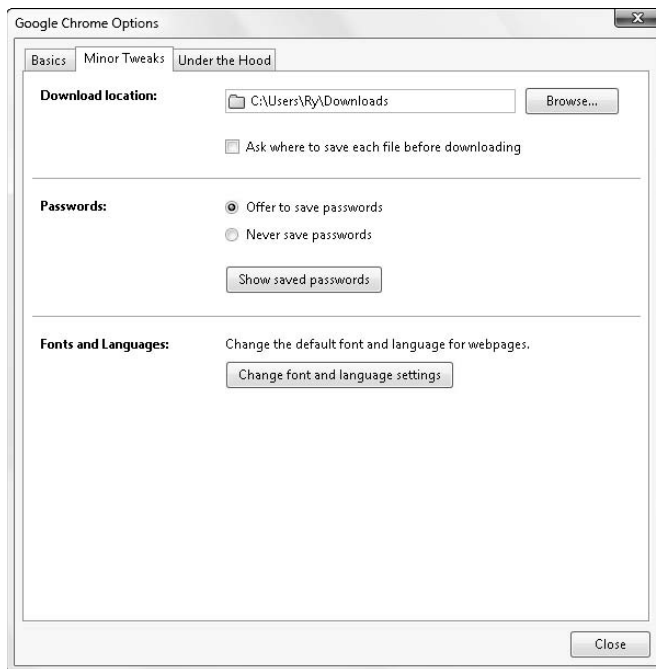 Google Chrome Options
Basics Minor Tweaks Under the Hood
Download location: C:\Users\Ry\Downloads Browse...
Ask where to save each file before downloading
Passwords: Offer to save passwords
Never save passwords
Show saved passwords
Fonts and Languages: Change the default font and language for webpages.
Change font and language settings
Close